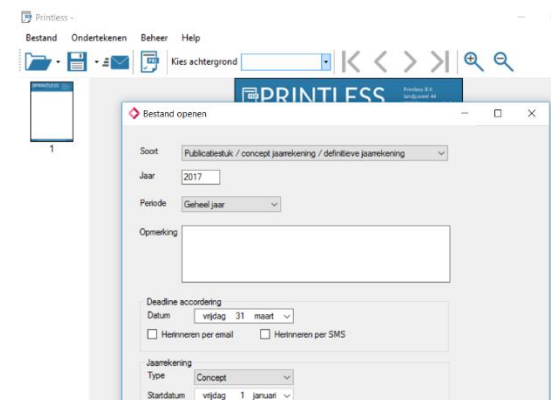 Printless -
Bestand Ondertekenen Beheer Help
Kies achtergrond
PRINTLESS
1
Bestand openen
Soort Publicatiestuk / concept jaarrekening / definitieve jaarrekening
Jaar 2017
Periode Geheel jaar
Opmerking
Deadline accordering
Datum vrijdag 31 maart
Herinneren per email Herinneren per SMS
Jaarrekening
Type Concept
Startdatum vrijdag 1 januari